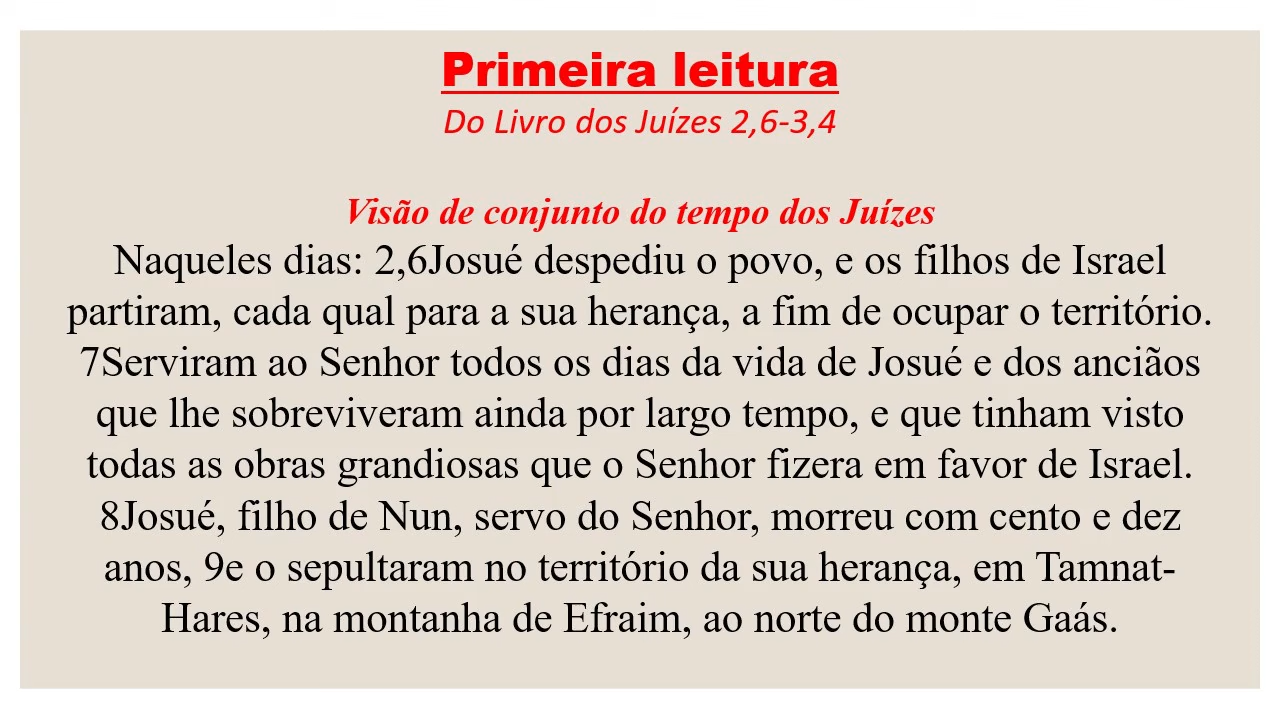 Primeira leitura
Do Livro dos Juízes 2,6-3,4
Visão de conjunto do tempo dos Juízes
Naqueles dias: 2,6Josué despediu o povo, e os filhos de Israel
partiram, cada qual para a sua herança, a fim de ocupar o território.
7Serviram ao Senhor todos os dias da vida de Josué e dos anciãos
que lhe sobreviveram ainda por largo tempo, e que tinham visto
todas as obras grandiosas que o Senhor fizera em favor de Israel.
8Josué, filho de Nun, servo do Senhor, morreu com cento e dez
anos, 9e o sepultaram no território da sua herança, em Tamnat-
Hares, na montanha de Efraim, ao norte do monte Gaás.